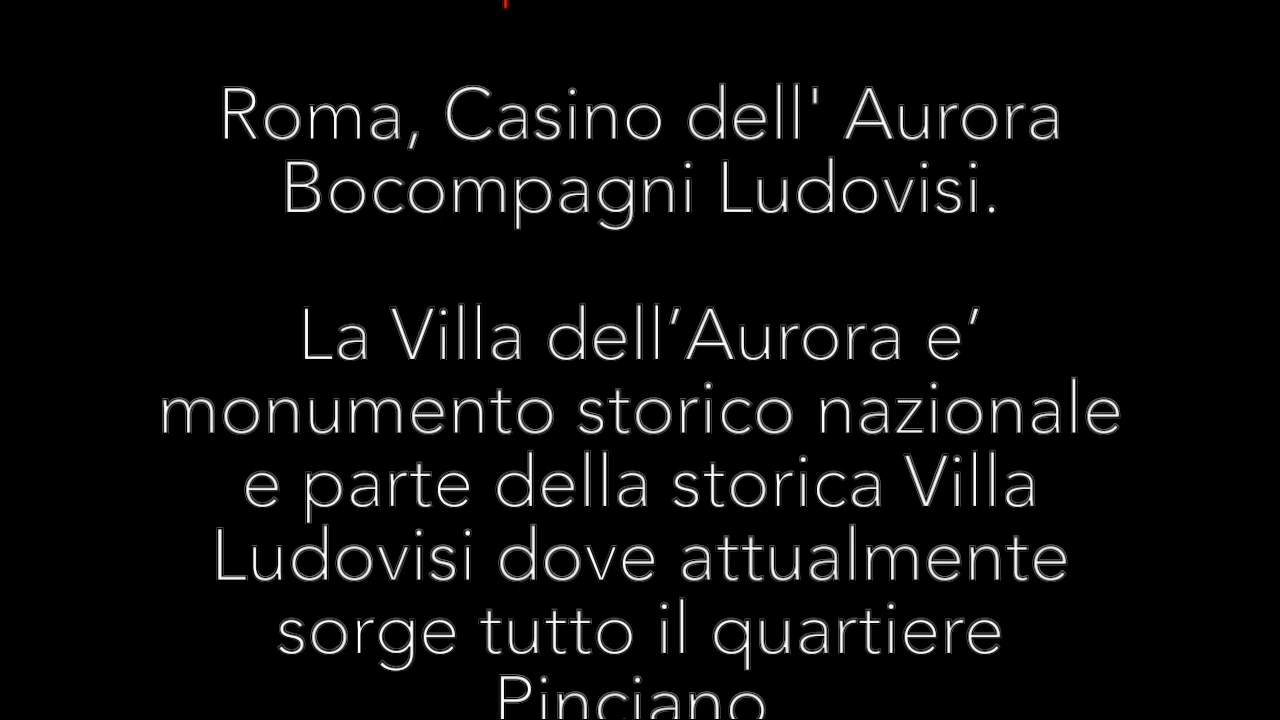 Roma, Casino dell' Aurora
Bocompagni Ludovisi.
La Villa dell’Aurora e’
monumento storico nazionale
e parte della storica Villa
Ludovisi dove attualmente
sorge tutto il quartiere
Pinciano